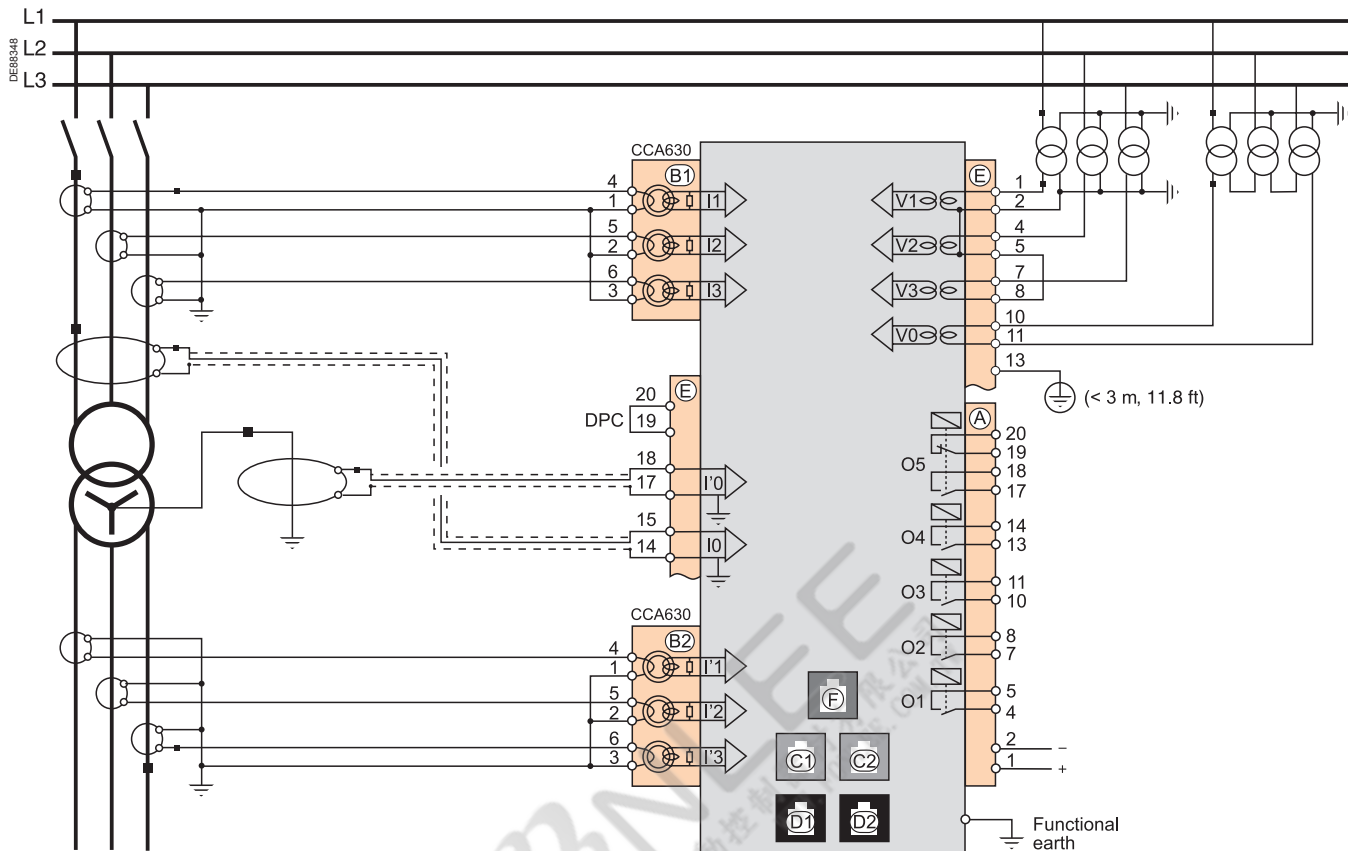 L1
DE88348
L2
L3
CCA630
B1
4
1
I1
5
2
I2
6
3
I3
E
V1
1
2
V2
4
5
V3
7
8
V0
10
11
13
(< 3 m, 11.8 ft)
E
20
DPC
19
18
17
I'0
15
14
I0
A
O5
20
19
18
17
O4
14
13
O3
11
10
O2
8
7
O1
5
4
2
–
1
+
CCA630
B2
4
1
I'1
5
2
I'2
6
3
I'3
F
C1
C2
D1
D2
Functional
earth